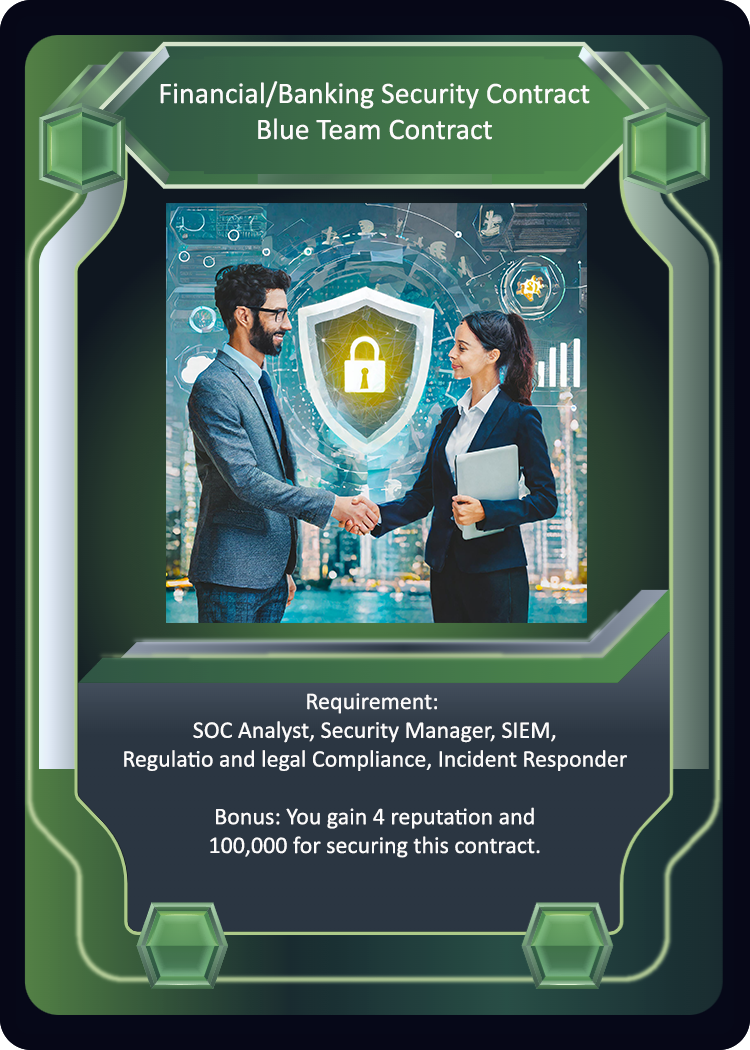 Financial/Banking Security Contract
Blue Team Contract
Requirement:
SOC Analyst, Security Manager, SIEM,
Regulatio and legal Compliance, Incident Responder
Bonus: You gain 4 reputation and
100,000 for securing this contract.